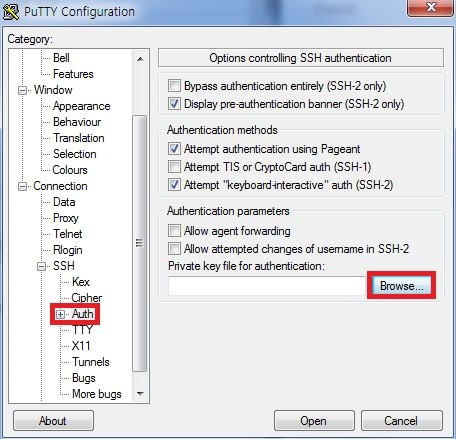 PuTTY Configuration
Category:
Bell
Features
Window
Appearance
Behaviour
Translation
Selection
Colours
Connection
Data
Proxy
Telnet
Rlogin
SSH
Kex
Cipher
Auth
TTY
X11
Tunnels
Bugs
More bugs
Options controlling SSH authentication
Bypass authentication entirely (SSH-2 only)
Display pre-authentication banner (SSH-2 only)
Authentication methods
Attempt authentication using Pageant
Attempt TIS or CryptoCard auth (SSH-1)
Attempt "keyboard-interactive" auth (SSH-2)
Authentication parameters
Allow agent forwarding
Allow attempted changes of username in SSH-2
Private key file for authentication:
Browse...
About
Open
Cancel